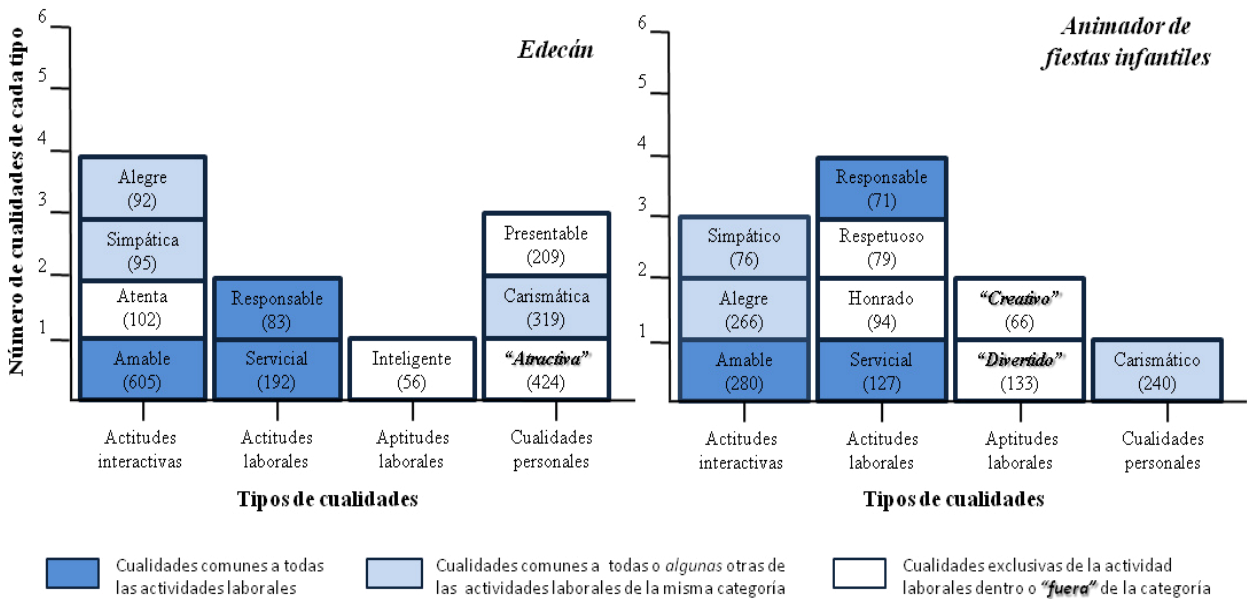 Número de cualidades de cada tipo
6
5
4
3
2
1
Edecán
Alegre
(92)
Simpática
(95)
Atenta
(102)
Amable
(605)
Responsable
(83)
Servicial
(192)
Inteligente
(56)
Presentable
(209)
Carismática
(319)
“Atractiva”
(424)
Actitudes
interactivas
Actitudes
laborales
Aptitudes
laborales
Cualidades
personales
Tipos de cualidades
6
5
4
3
2
1
Animador de
fiestas infantiles
Simpático
(76)
Alegre
(266)
Amable
(280)
Responsable
(71)
Respetuoso
(79)
Honrado
(94)
Servicial
(127)
“Creativo”
(66)
“Divertido”
(133)
Carismático
(240)
Actitudes
interactivas
Actitudes
laborales
Aptitudes
laborales
Cualidades
personales
Tipos de cualidades
Cualidades comunes a todas
las actividades laborales
Cualidades comunes a todas o algunas otras de
las actividades laborales de la misma categoría
Cualidades exclusivas de la actividad
laborales dentro o “fuera” de la categoría